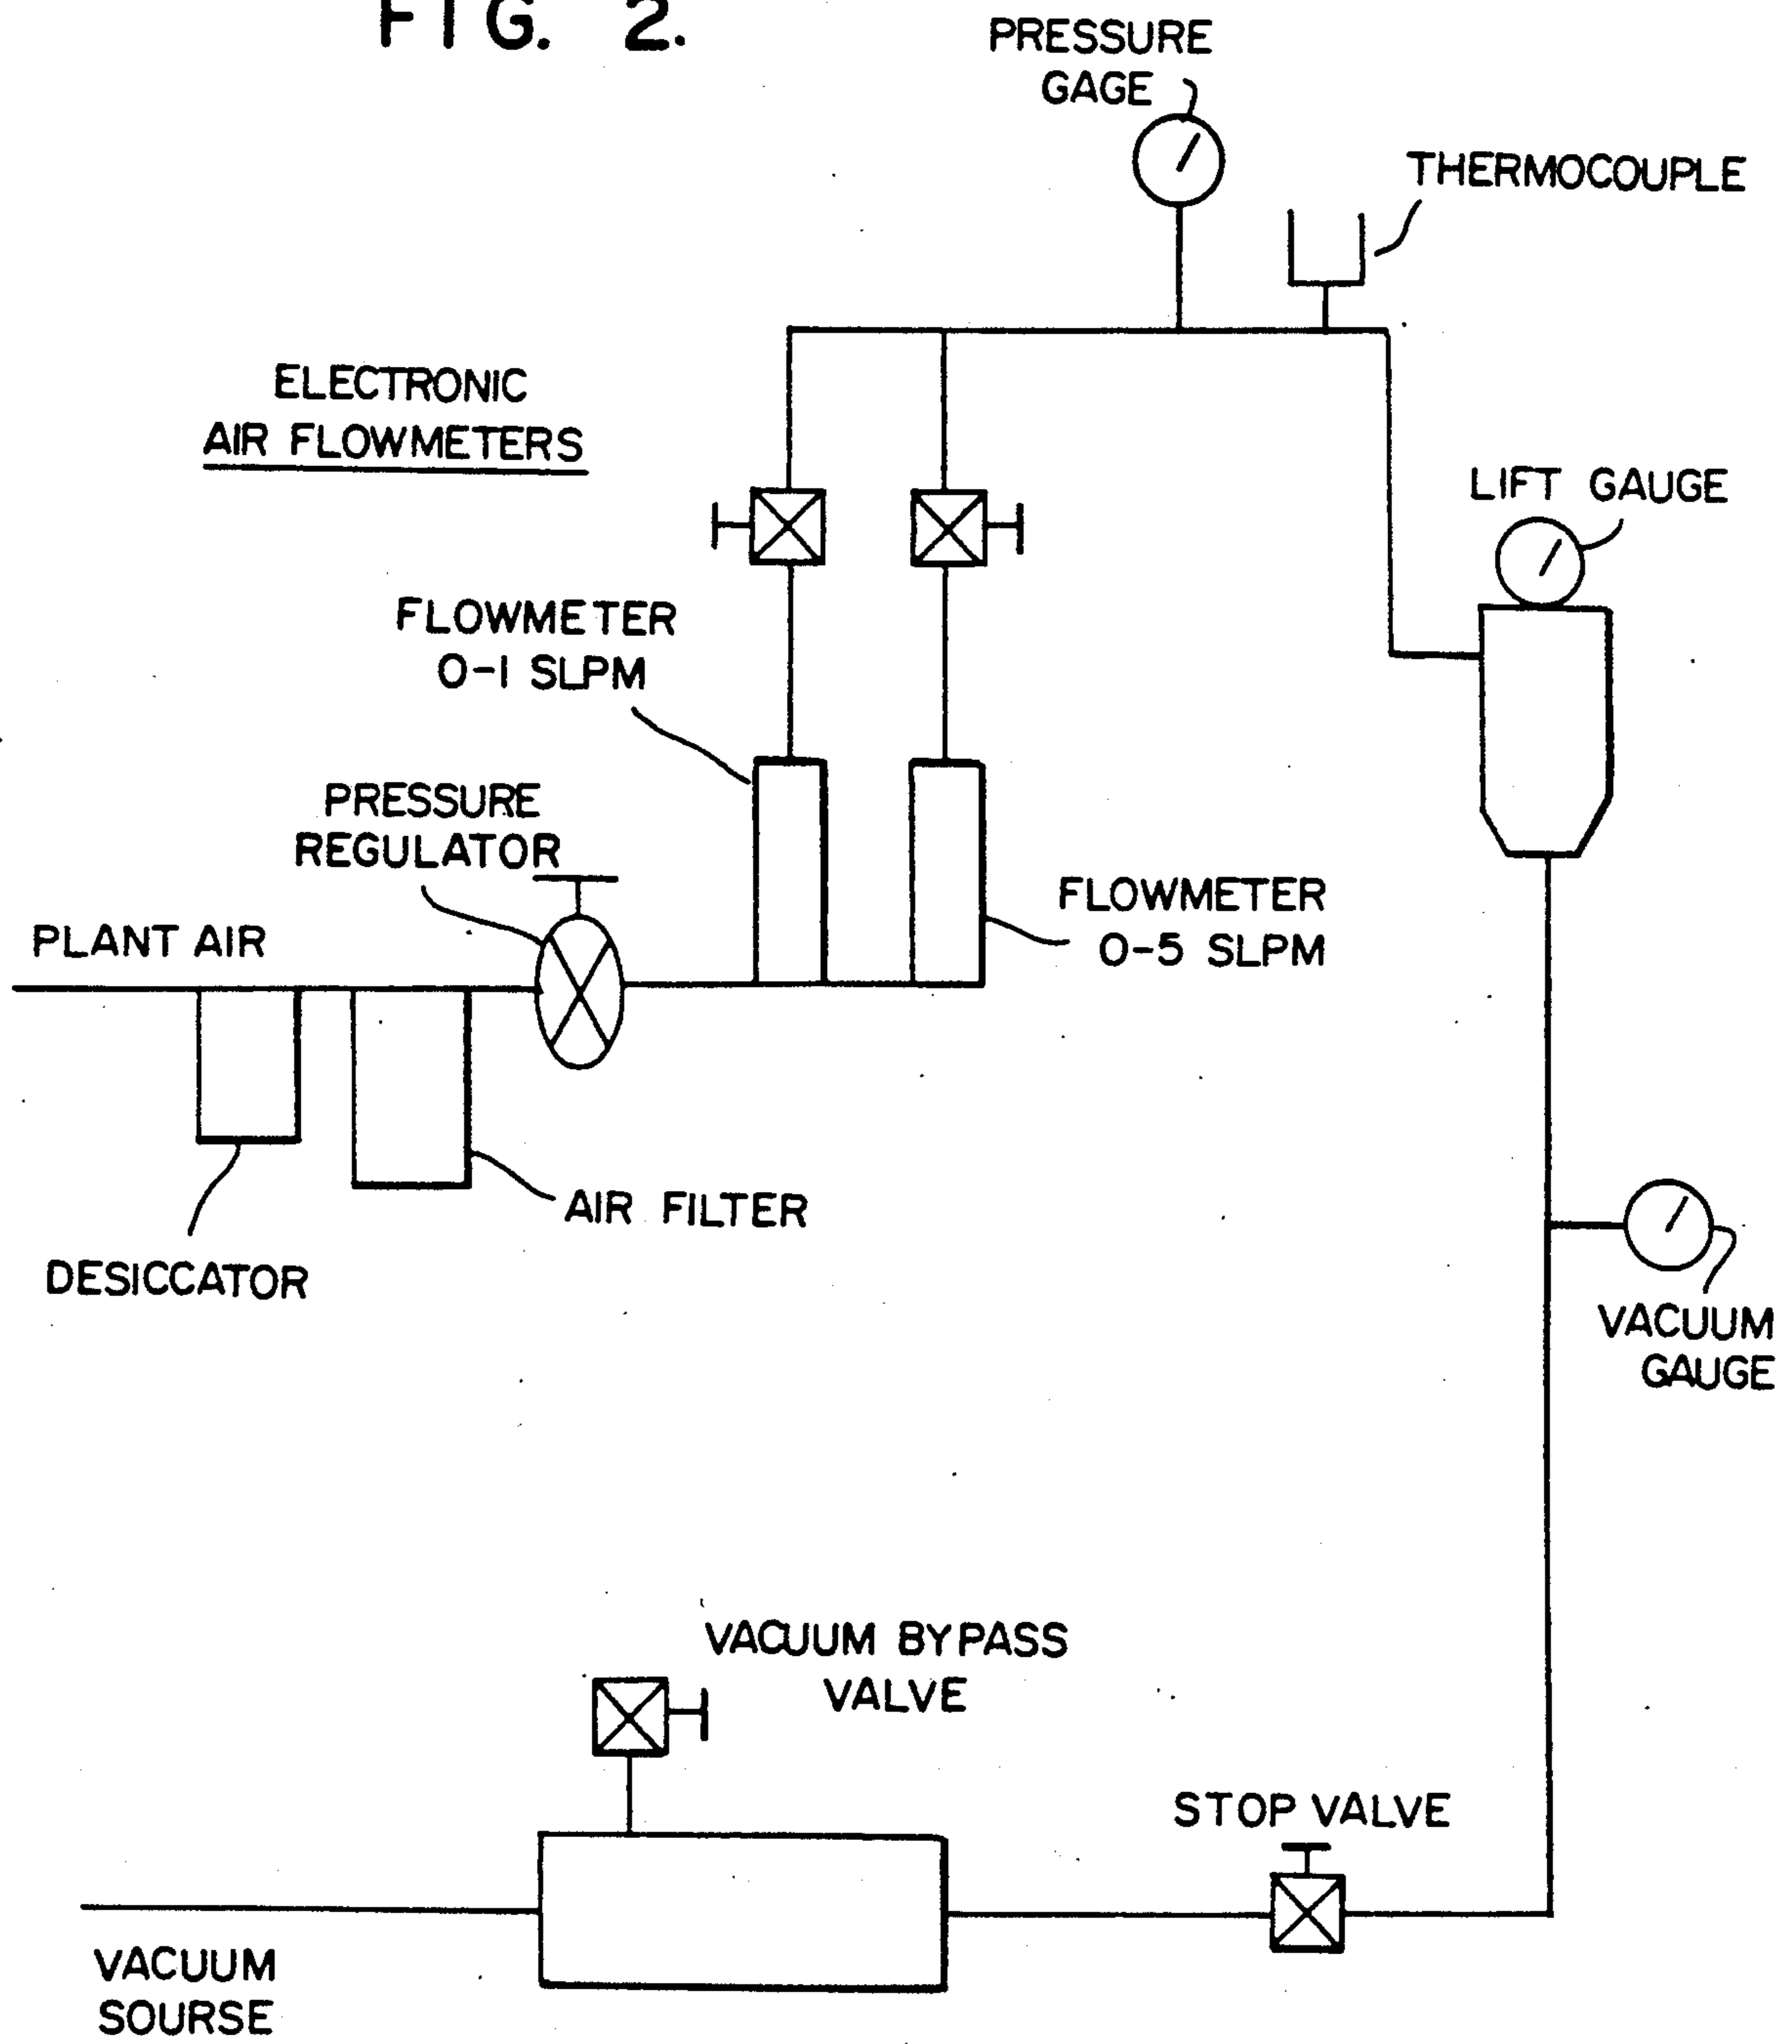 FIG. 2.
PRESSURE
GAGE
THERMOCOUPLE
ELECTRONIC
AIR FLOWMETERS
LIFT GAUGE
FLOWMETER
0-1 SLPM
PRESSURE
REGULATOR
FLOWMETER
0-5 SLPM
PLANT AIR
AIR FILTER
DESICCATOR
VACUUM
GAUGE
VACUUM BYPASS
VALVE
STOP VALVE
VACUUM
SOURSE